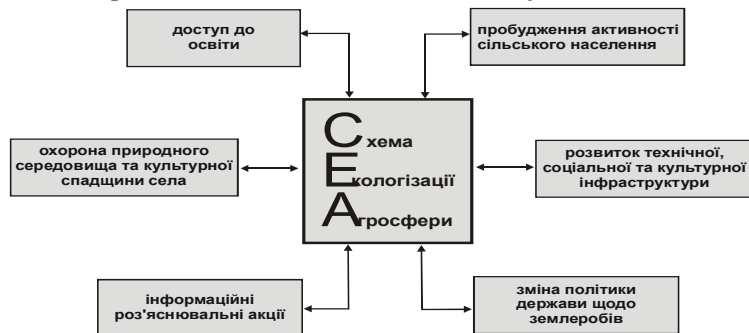 доступ до
освіти
пробудження активності
сільського населення
охорона природного
середовища та культурної
спадщини села
Схема
Екологізації
Агросфери
розвиток технічної,
соціальної та культурної
інфраструктури
інформаційні
роз'яснювальні акції
зміна політики
держави щодо
землеробів